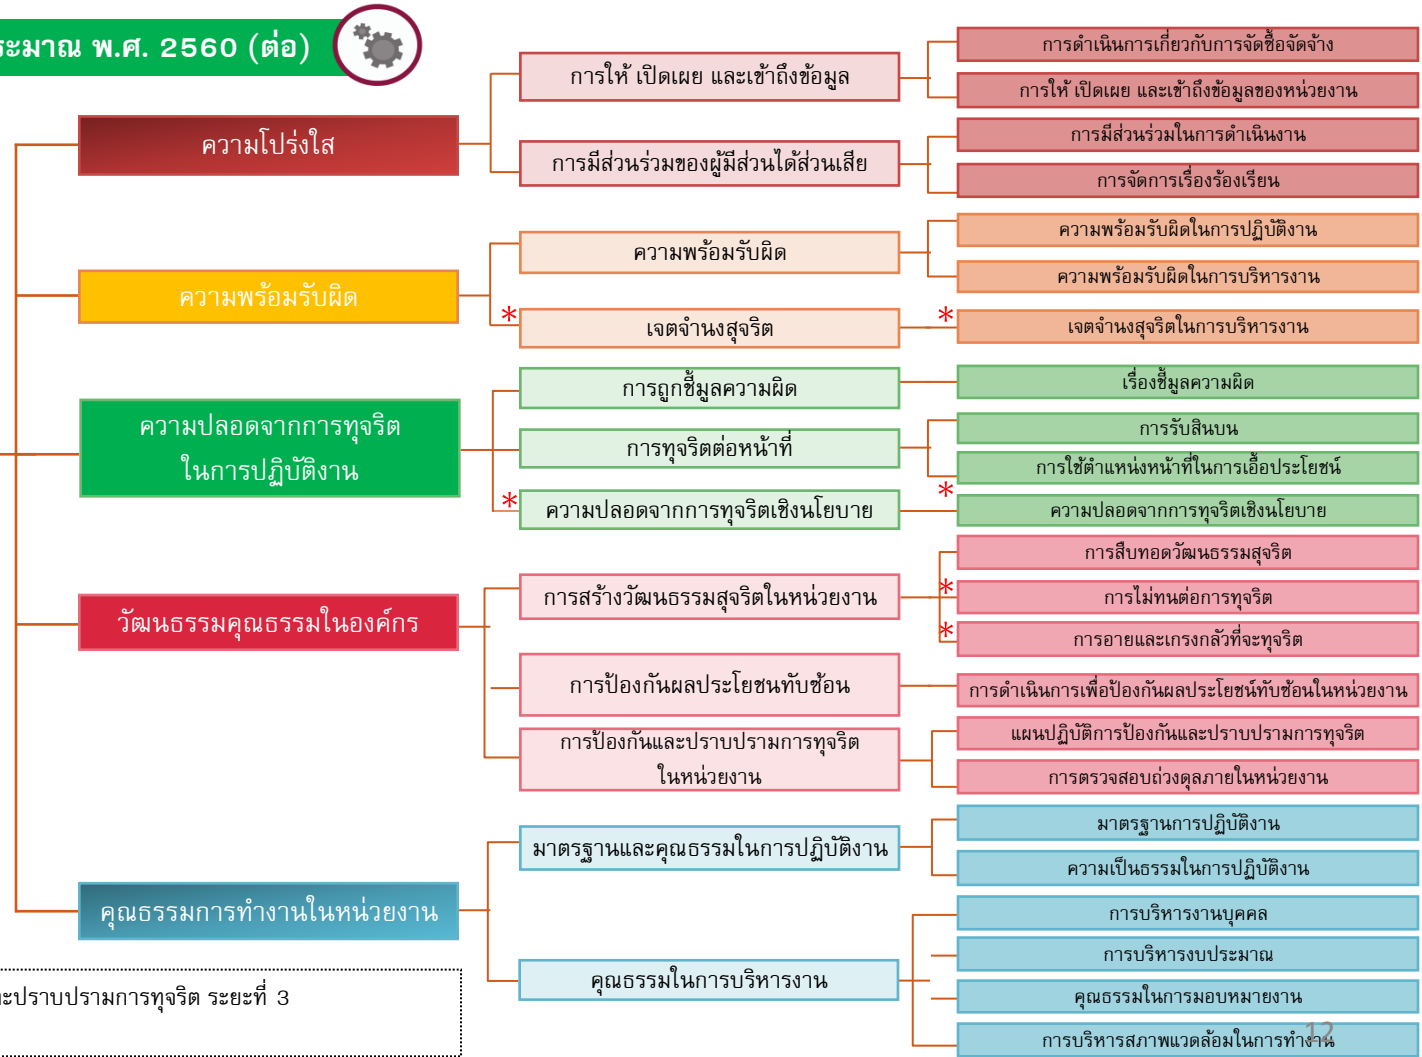 ระมาณ พ.ศ. 2560 (ต่อ)
ความโปร่งใส
การให้ เปิดเผย และเข้าถึงข้อมูล
การดำเนินการเกี่ยวกับการจัดซื้อจัดจ้าง
การให้ เปิดเผย และเข้าถึงข้อมูลของหน่วยงาน
การมีส่วนร่วมของผู้มีส่วนได้ส่วนเสีย
การมีส่วนร่วมในการดำเนินงาน
การจัดการเรื่องร้องเรียน
ความพร้อมรับผิด
ความพร้อมรับผิด
ความพร้อมรับผิดในการปฏิบัติงาน
ความพร้อมรับผิดในการบริหารงาน
* เจตจำนงสุจริต
* เจตจำนงสุจริตในการบริหารงาน
ความปลอดจากการทุจริต
ในการปฏิบัติงาน
การถูกชี้มูลความผิด
เรื่องชี้มูลความผิด
การทุจริตต่อหน้าที่
การรับสินบน
การใช้ตำแหน่งหน้าที่ในการเอื้อประโยชน์
* ความปลอดจากการทุจริตเชิงนโยบาย
* ความปลอดจากการทุจริตเชิงนโยบาย
วัฒนธรรมคุณธรรมในองค์กร
การสร้างวัฒนธรรมสุจริตในหน่วยงาน
การสืบทอดวัฒนธรรมสุจริต
* การไม่ทนต่อการทุจริต
* การอายและเกรงกลัวที่จะทุจริต
การป้องกันผลประโยชนทับซ้อน
การดำเนินการเพื่อป้องกันผลประโยชน์ทับซ้อนในหน่วยงาน
การป้องกันและปราบปรามการทุจริต
ในหน่วยงาน
แผนปฏิบัติการป้องกันและปราบปรามการทุจริต
การตรวจสอบถ่วงดุลภายในหน่วยงาน
คุณธรรมการทำงานในหน่วยงาน
มาตรฐานและคุณธรรมในการปฏิบัติงาน
มาตรฐานการปฏิบัติงาน
ความเป็นธรรมในการปฏิบัติงาน
คุณธรรมในการบริหารงาน
การบริหารงานบุคคล
การบริหารงบประมาณ
คุณธรรมในการมอบหมายงาน
การบริหารสภาพแวดล้อมในการทำงาน
ะปราบปรามการทุจริต ระยะที่ 3
12